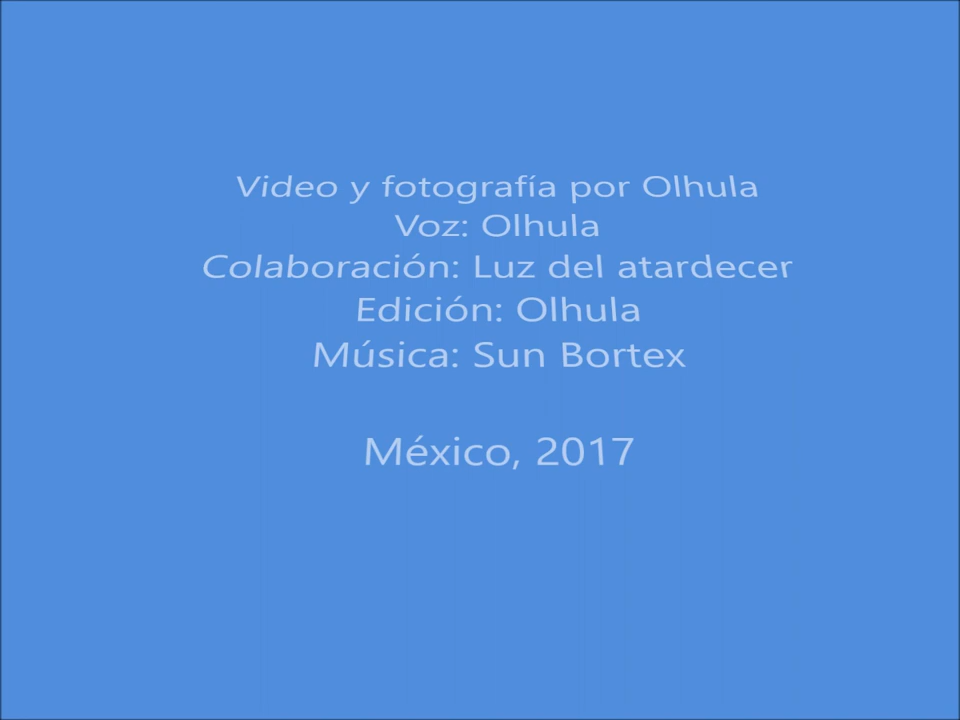 Video y fotografía por Olhula
Voz: Olhula
Colaboración: Luz del atardecer
Edición: Olhula
Música: Sun Bortex
México, 2017